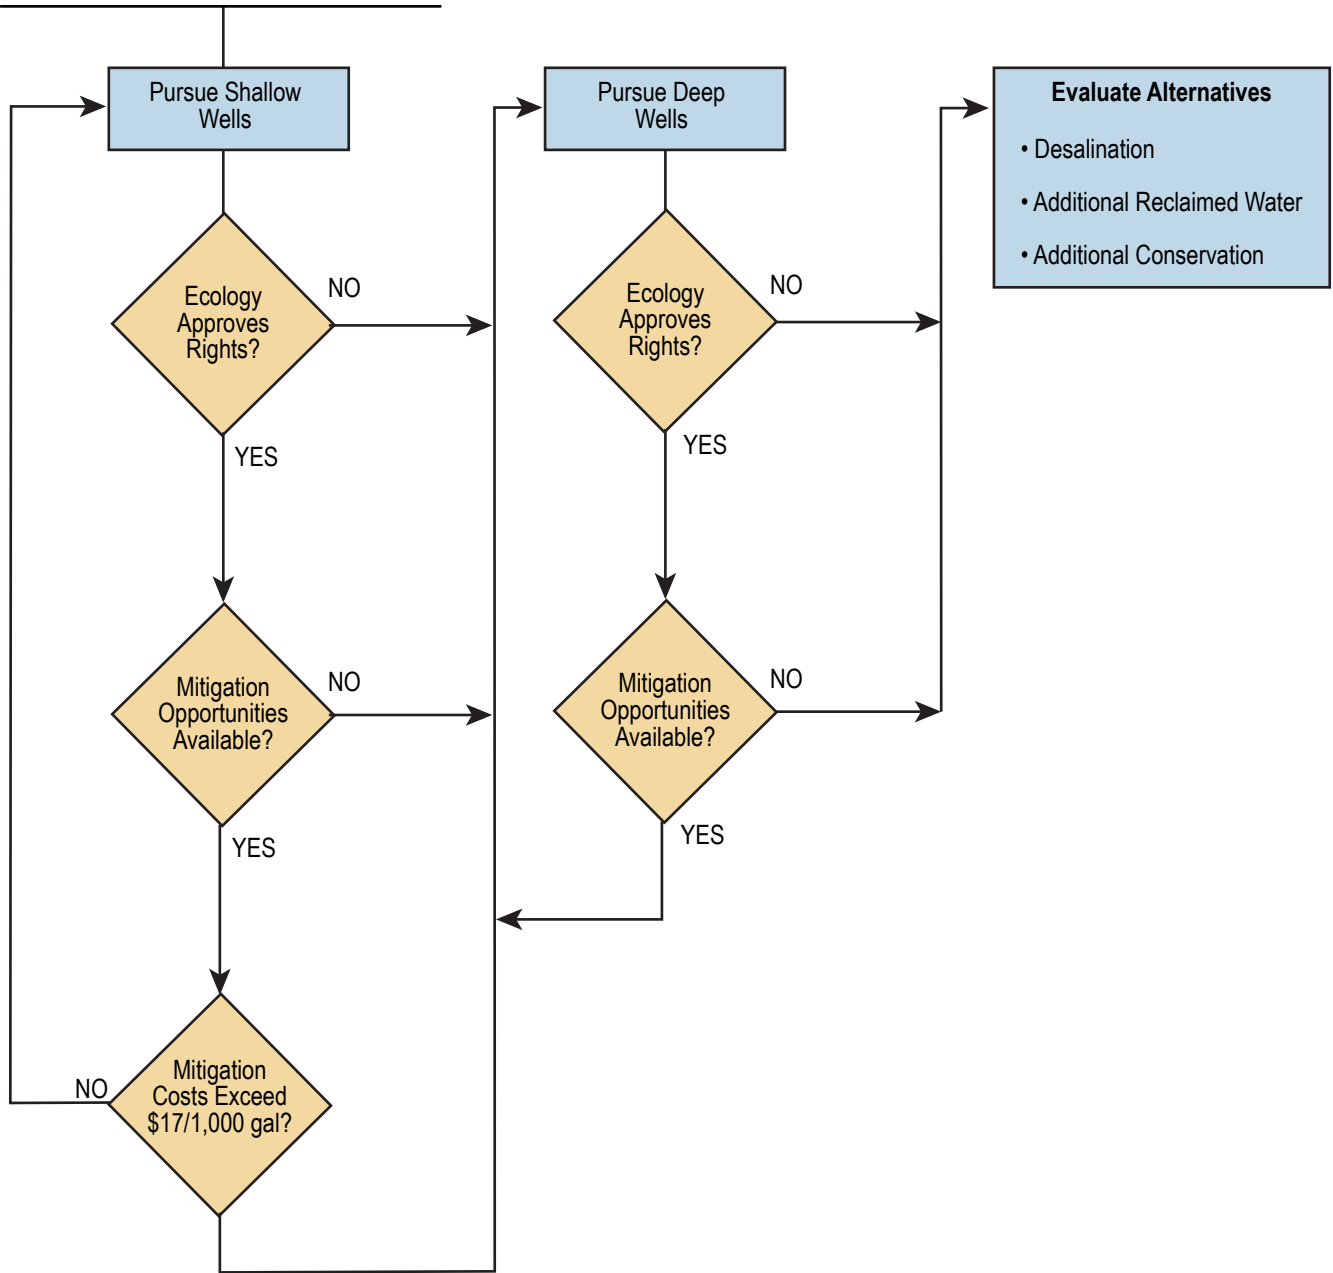 Pursue Shallow
Wells
Ecology
Approves
Rights?
NO
YES
Mitigation
Opportunities
Available?
NO
YES
Mitigation
Costs Exceed
$17/1,000 gal?
NO
Pursue Deep
Wells
Ecology
Approves
Rights?
NO
YES
Mitigation
Opportunities
Available?
NO
YES
Evaluate Alternatives
• Desalination
• Additional Reclaimed Water
• Additional Conservation